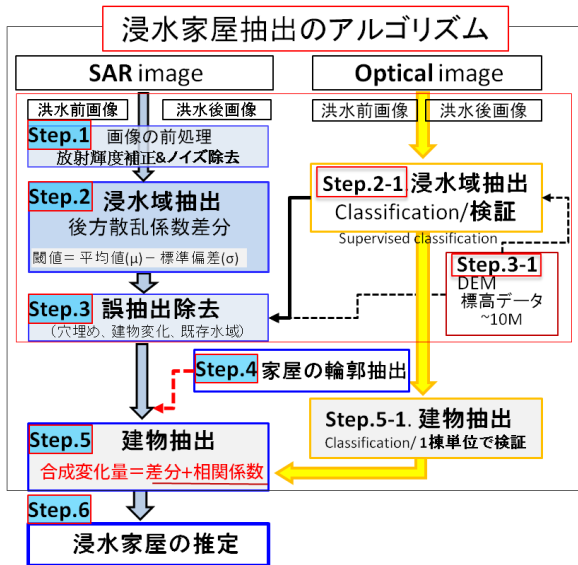 浸水家屋抽出のアルゴリズム
SAR image
Optical image
洪水前画像
洪水後画像
洪水前画像
洪水後画像
Step.1
画像の前処理
放射輝度補正&ノイズ除去
Step.2
浸水域抽出
後方散乱係数差分
閾値= 平均値(μ)− 標準偏差(σ)
Step.2-1 浸水域抽出
Classification/検証
Supervised classification
Step.3-1
DEM
標高データ
~10M
Step.3
誤抽出除去
(穴埋め、建物変化、既存水域)
Step.4 家屋の輪郭抽出
Step.5
建物抽出
合成変化量=差分+相関係数
Step.5-1. 建物抽出
Classification/ 1棟単位で検証
Step.6
浸水家屋の推定